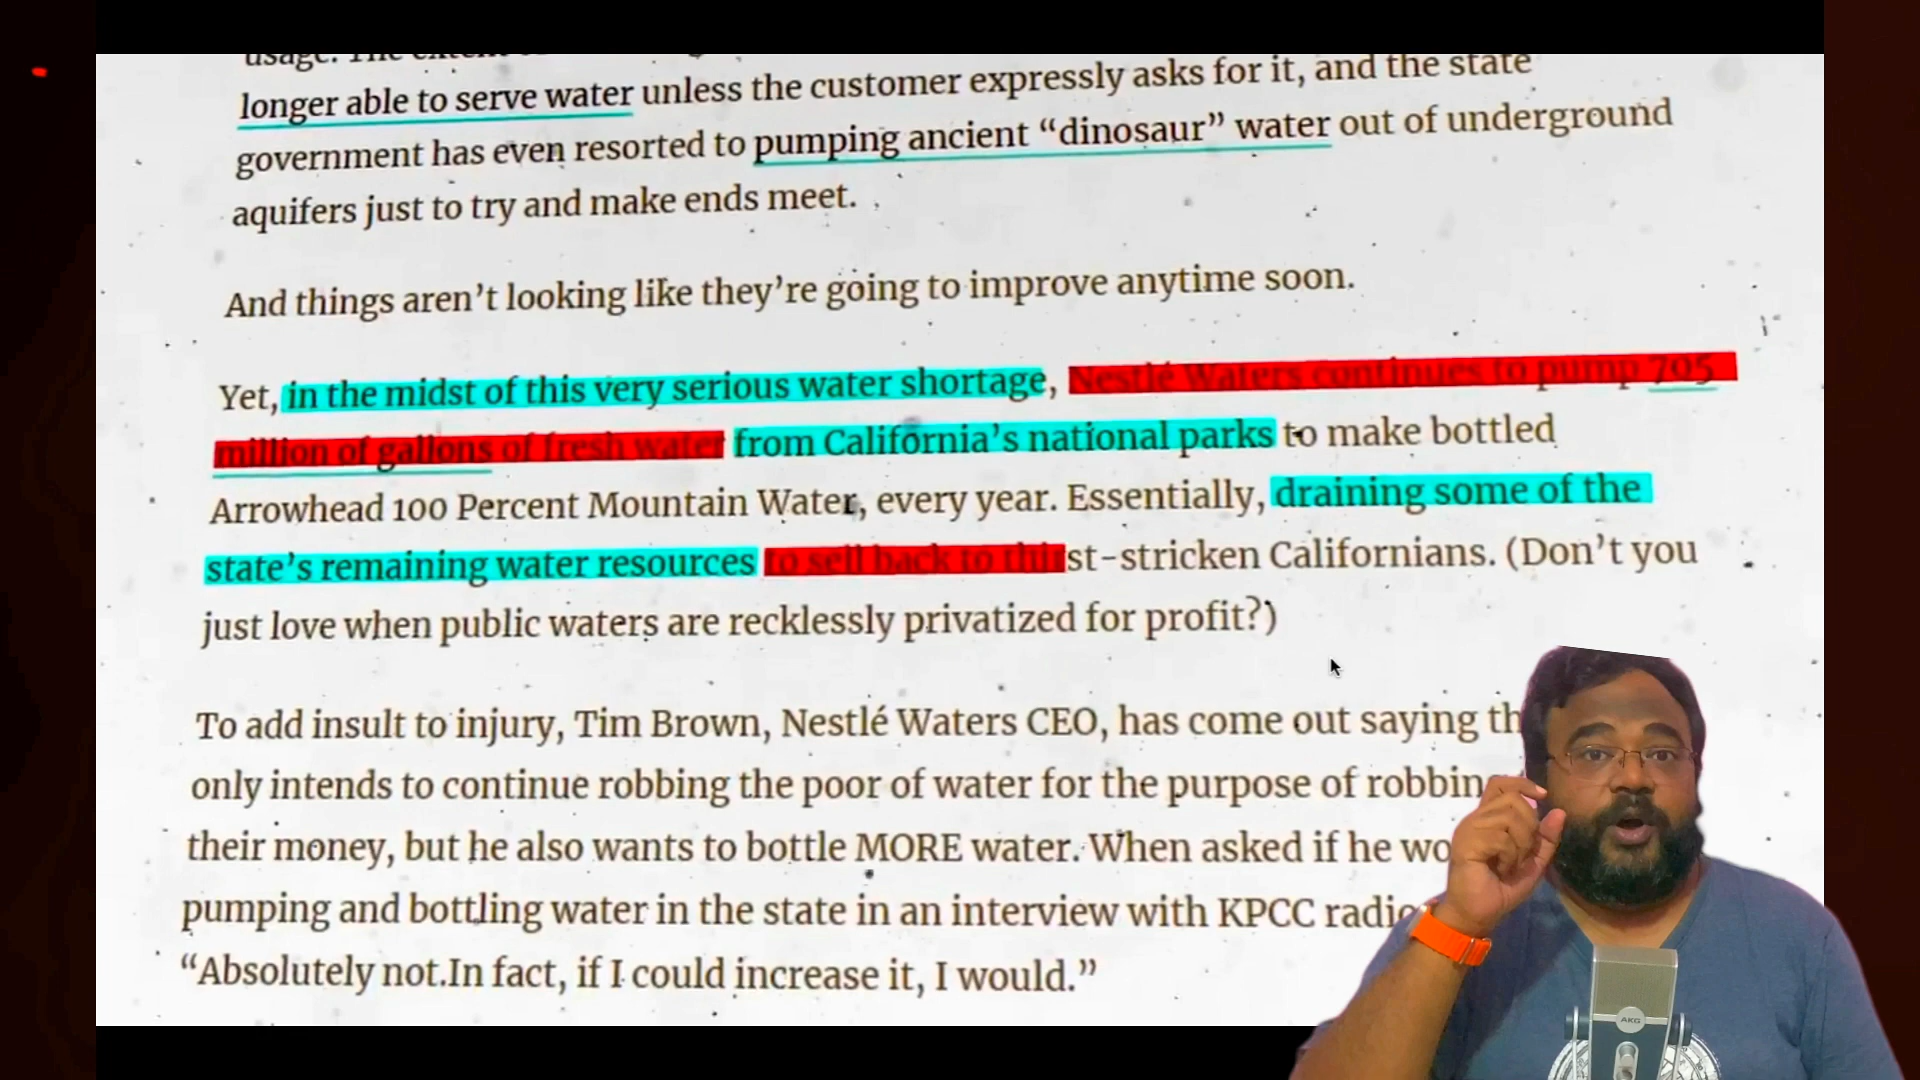 usage. The
longer able to serve water unless the customer expressly asks for it, and the state
government has even resorted to pumping ancient “dinosaur” water out of underground
aquifers just to try and make ends meet.
And things aren’t looking like they’re going to improve anytime soon.
Yet, in the midst of this very serious water shortage, Nestlé Waters continues to pump 705
million of gallons of fresh water from California’s national parks to make bottled
Arrowhead 100 Percent Mountain Water, every year. Essentially, draining some of the
state’s remaining water resources to sell back to thirst-stricken Californians. (Don’t you
just love when public waters are recklessly privatized for profit?)
To add insult to injury, Tim Brown, Nestlé Waters CEO, has come out saying th
only intends to continue robbing the poor of water for the purpose of robbin
their money, but he also wants to bottle MORE water. When asked if he wo
pumping and bottling water in the state in an interview with KPCC radio
“Absolutely not.In fact, if I could increase it, I would.”
AKG